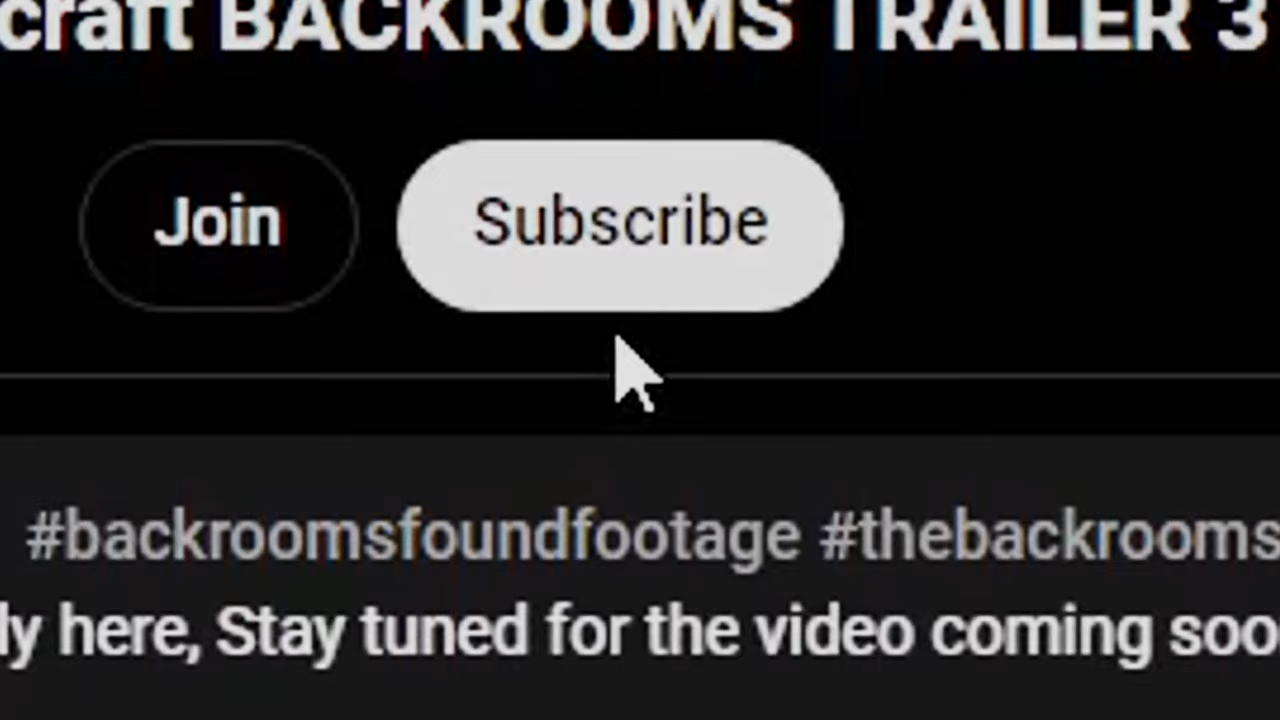 craft BACKROOMS TRAILER 3
Join
Subscribe
#backroomsfoundfootage #thebackrooms
ly here, Stay tuned for the video coming soo